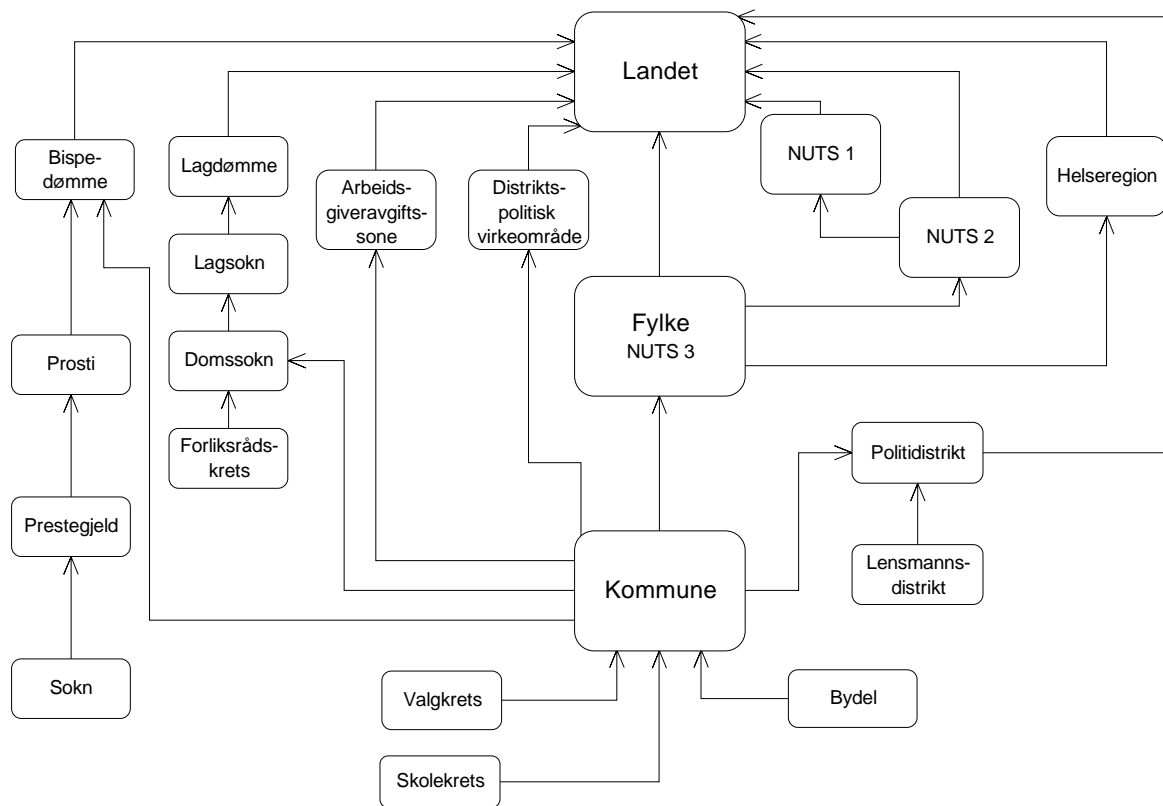 Landet
Bispe-
dømme
Lagdømme
Arbeids-
giveravgifts-
sone
Distrikts-
politisk
virkeområde
NUTS 1
Helseregion
NUTS 2
Lagsokn
Fylke
NUTS 3
Prosti
Domssokn
Forliksråds-
krets
Politidistrikt
Prestegjeld
Kommune
Lensmanns-
distrikt
Sokn
Valgkrets
Bydel
Skolekrets